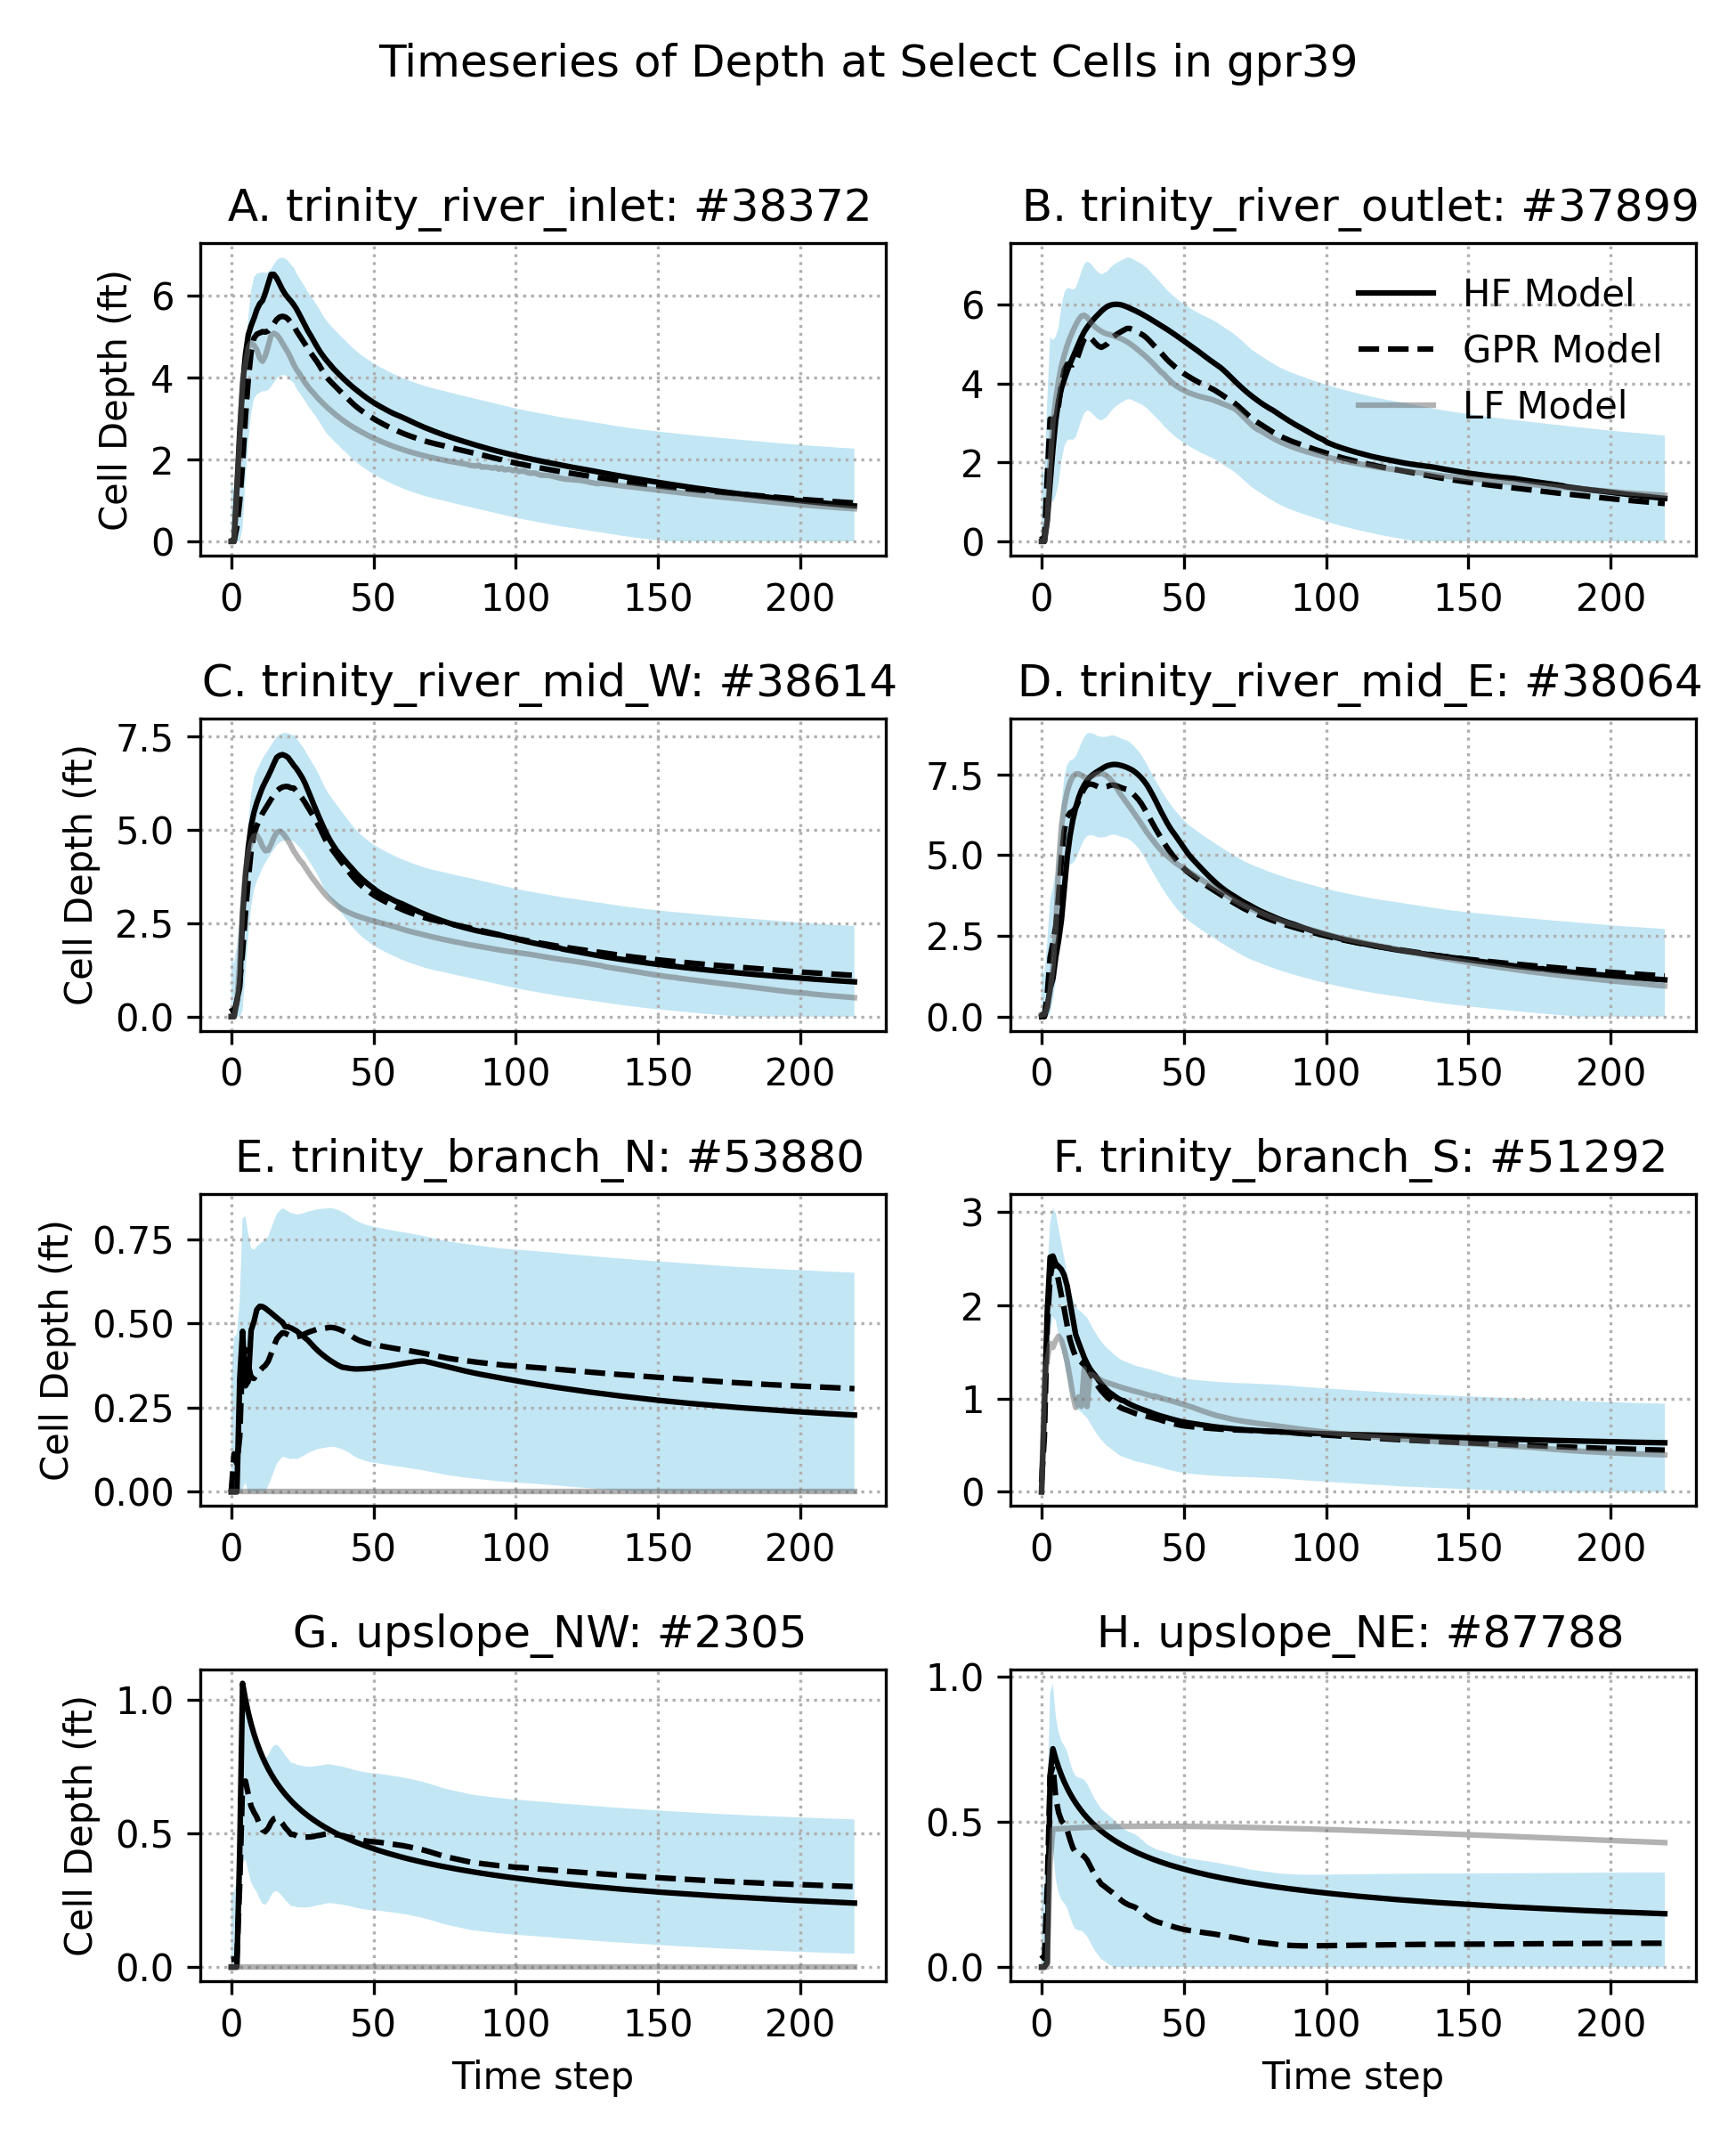 Timeseries of Depth at Select Cells in gpr39
A. trinity_river_inlet: #38372
Cell Depth (ft)
6
4
2
0
0 50 100 150 200
B. trinity_river_outlet: #37899
HF Model
GPR Model
LF Model
6
4
2
0
0 50 100 150 200
C. trinity_river_mid_W: #38614
Cell Depth (ft)
7.5
5.0
2.5
0.0
0 50 100 150 200
D. trinity_river_mid_E: #38064
7.5
5.0
2.5
0.0
0 50 100 150 200
E. trinity_branch_N: #53880
Cell Depth (ft)
0.75
0.50
0.25
0.00
0 50 100 150 200
F. trinity_branch_S: #51292
3
2
1
0
0 50 100 150 200
G. upslope_NW: #2305
Cell Depth (ft)
1.0
0.5
0.0
0 50 100 150 200
Time step
H. upslope_NE: #87788
1.0
0.5
0.0
0 50 100 150 200
Time step